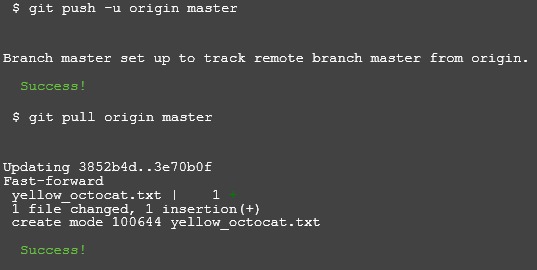 $ git push -u origin master
Branch master set up to track remote branch master from origin.
Success!
$ git pull origin master
Updating 3852b4d..3e70b0f
Fast-forward
yellow_octocat.txt |    1 +
1 file changed, 1 insertion(+)
create mode 100644 yellow_octocat.txt
Success!